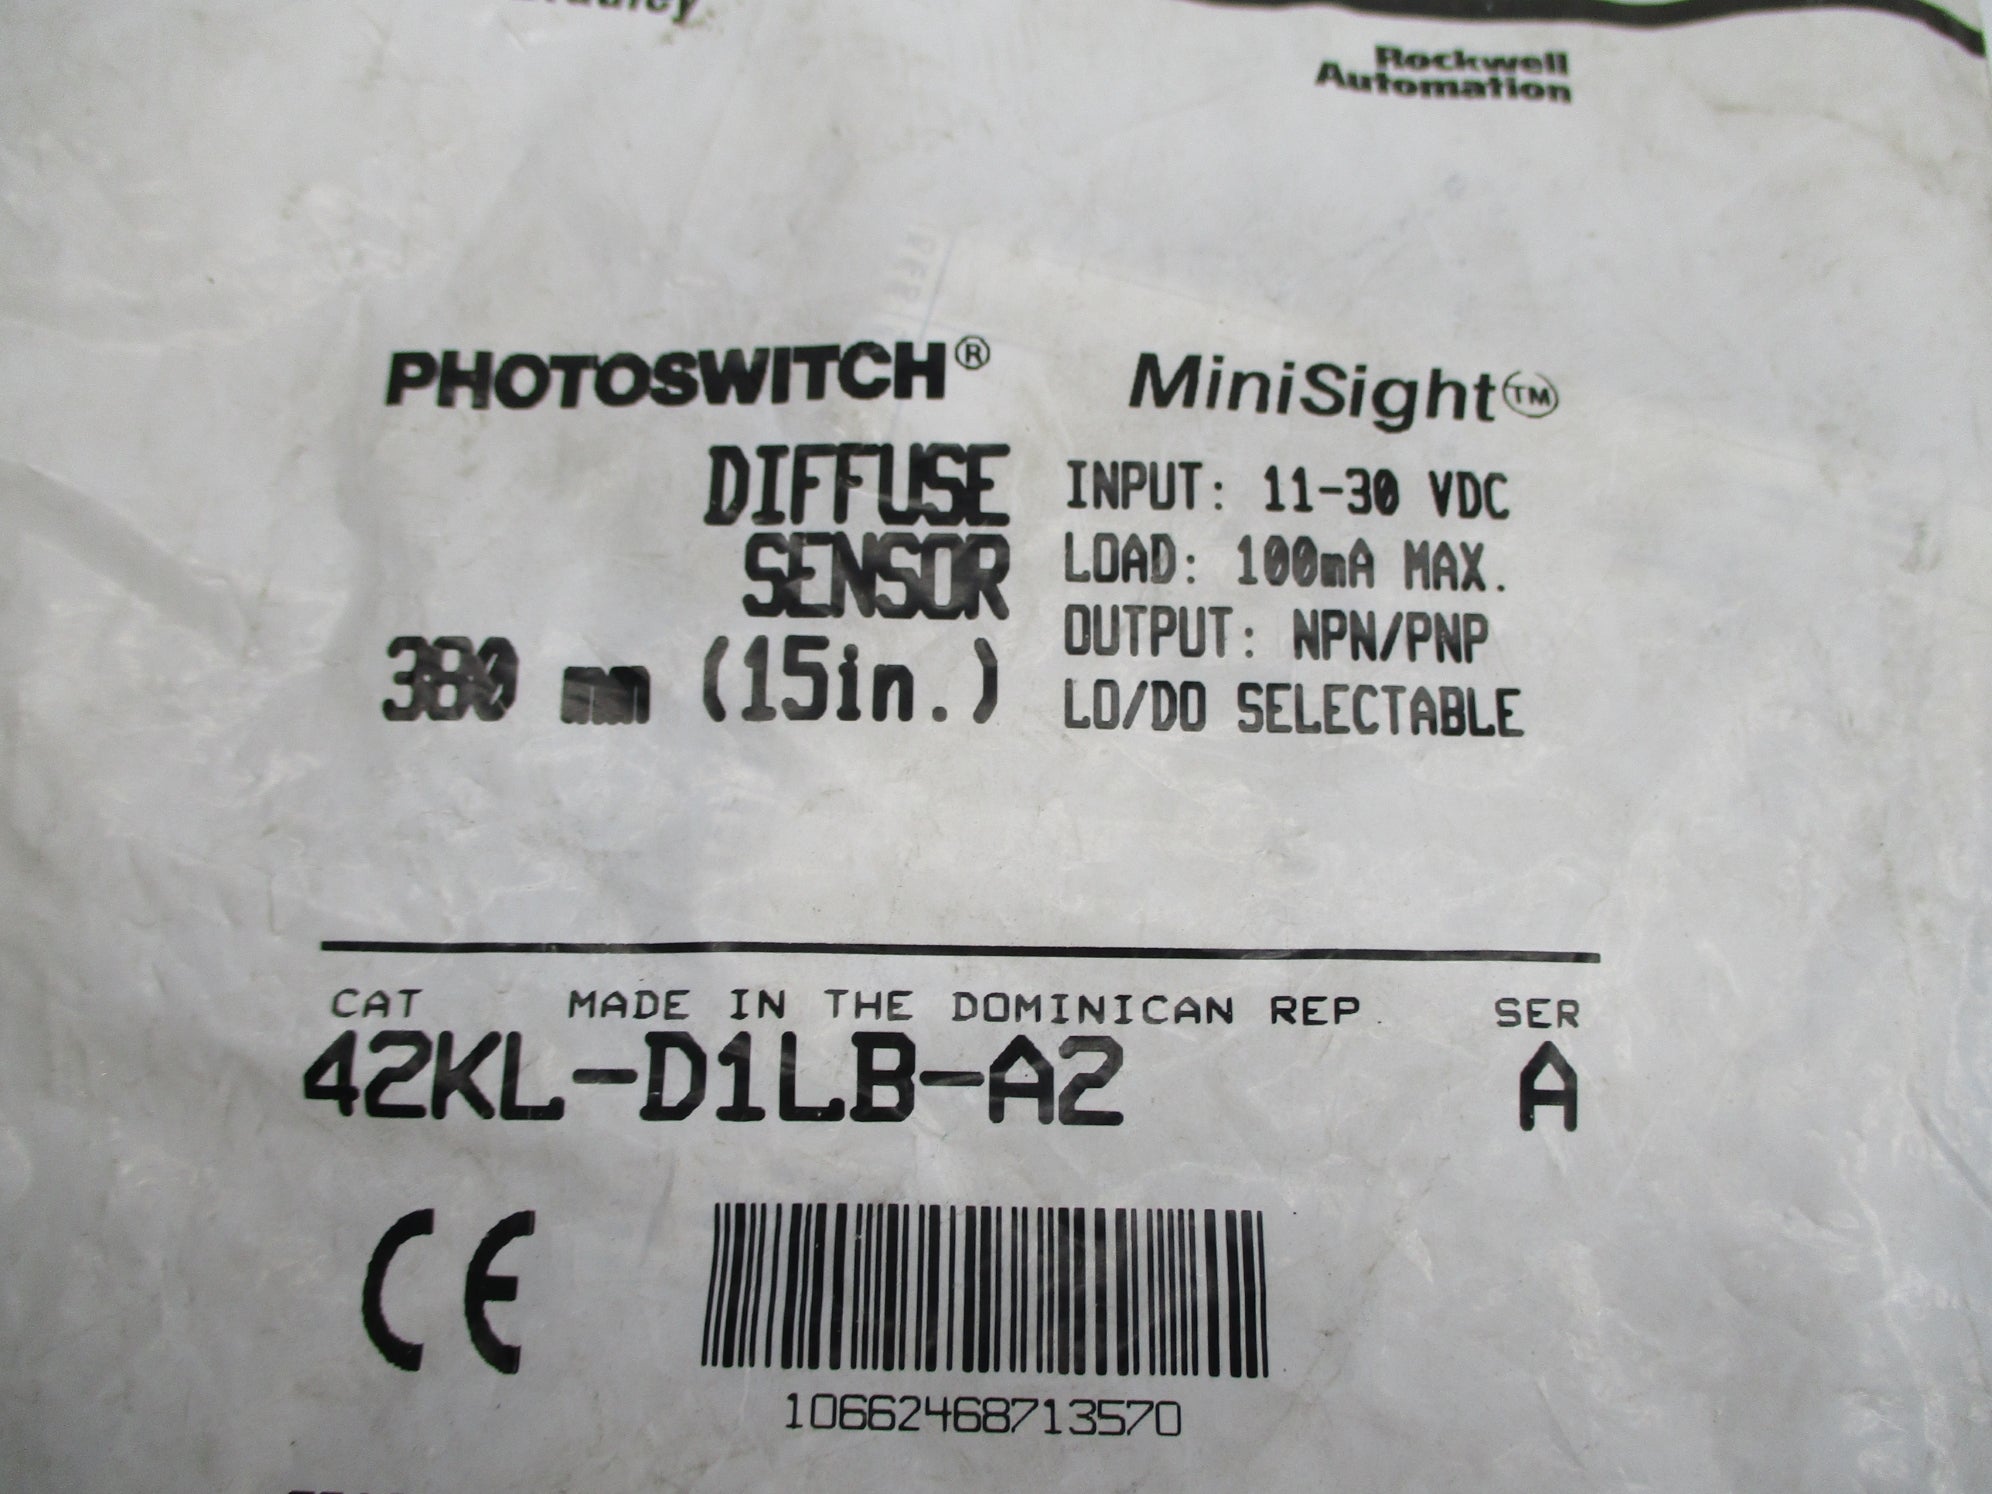 Rockwell
Automation
PHOTOSWITCH® MiniSight™
DIFFUSE
SENSOR
380 mm (15in.)
INPUT: 11-30 VDC
LOAD: 100mA MAX.
OUTPUT: NPN/PNP
LO/DO SELECTABLE
CAT MADE IN THE DOMINICAN REP. SER
42KL-D1LB-A2 A
CE
10662468713570